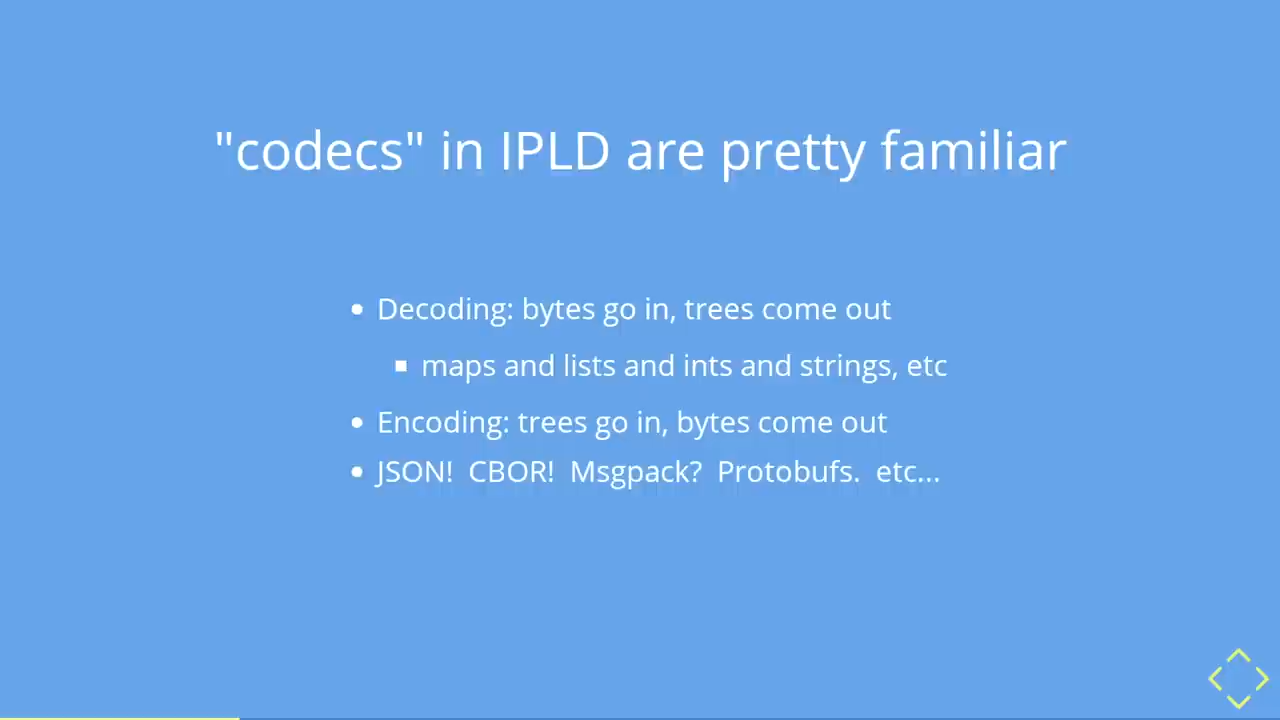 "codecs" in IPLD are pretty familiar
Decoding: bytes go in, trees come out
maps and lists and ints and strings, etc
Encoding: trees go in, bytes come out
JSON!  CBOR!  Msgpack?  Protobufs.  etc...